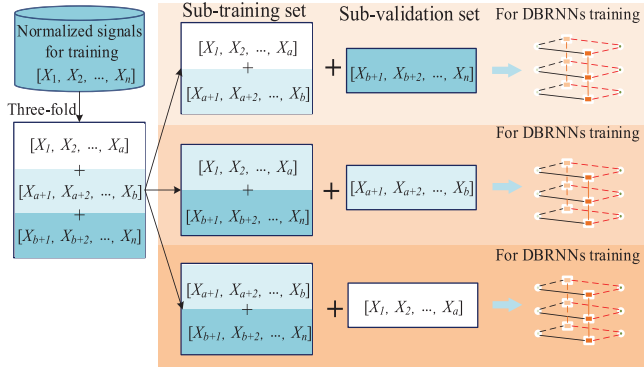 Normalized signals
for training
[X1, X2, ..., Xn]
Three-fold
[X1, X2, ..., Xa]
+
[Xa+1, Xa+2, ..., Xb]
+
[Xb+1, Xb+2, ..., Xn]
Sub-training set
Sub-validation set
For DBRNNs training
[X1, X2, ..., Xa]
+
[Xa+1, Xa+2, ..., Xb]
+
[Xb+1, Xb+2, ..., Xn]
For DBRNNs training
[X1, X2, ..., Xa]
+
[Xb+1, Xb+2, ..., Xn]
+
[Xa+1, Xa+2, ..., Xb]
For DBRNNs training
[Xa+1, Xa+2, ..., Xb]
+
[Xb+1, Xb+2, ..., Xn]
+
[X1, X2, ..., Xa]